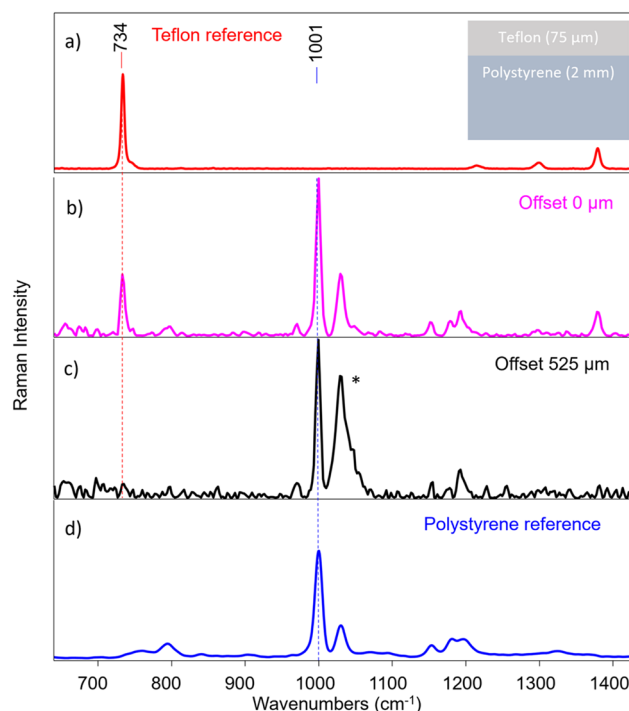 a)
734
Teflon reference
1001
Teflon (75 µm)
Polystyrene (2 mm)
b)
Offset 0 µm
Raman Intensity
c)
Offset 525 µm
*
d)
Polystyrene reference
700 800 900 1000 1100 1200 1300 1400
Wavenumbers (cm⁻¹)